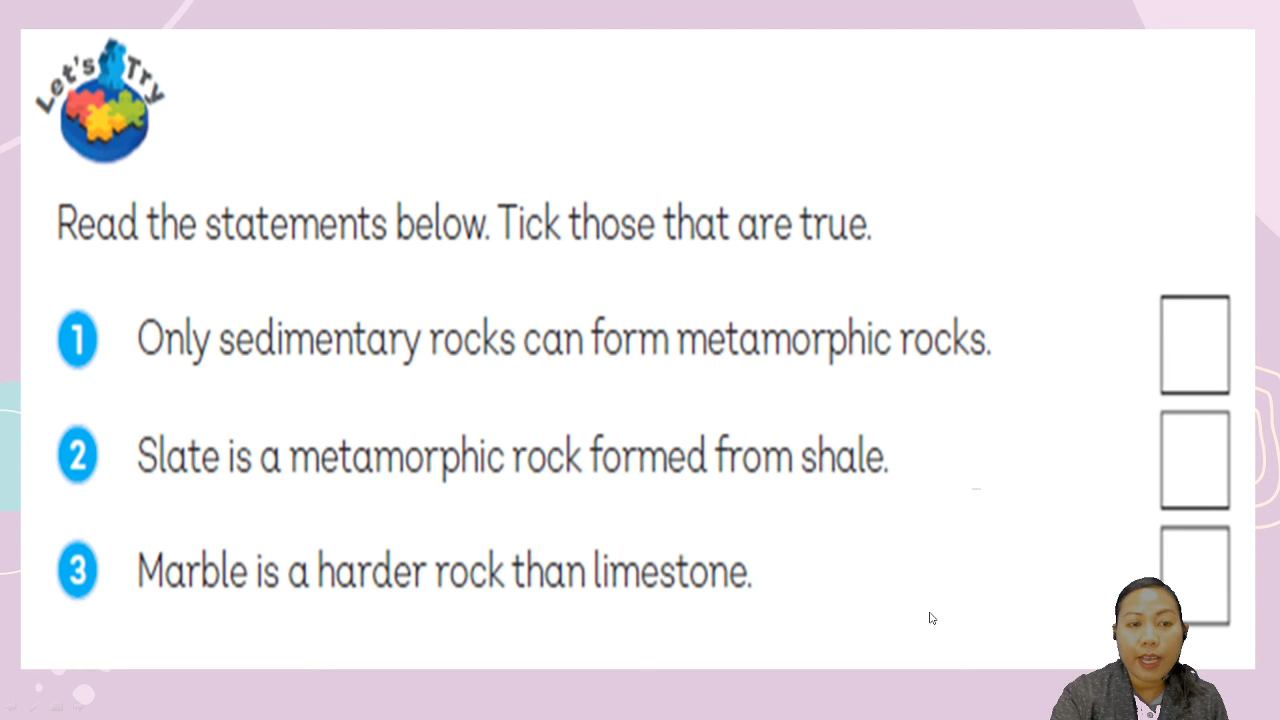 Let's Try
Read the statements below. Tick those that are true.
1 Only sedimentary rocks can form metamorphic rocks.
2 Slate is a metamorphic rock formed from shale.
3 Marble is a harder rock than limestone.